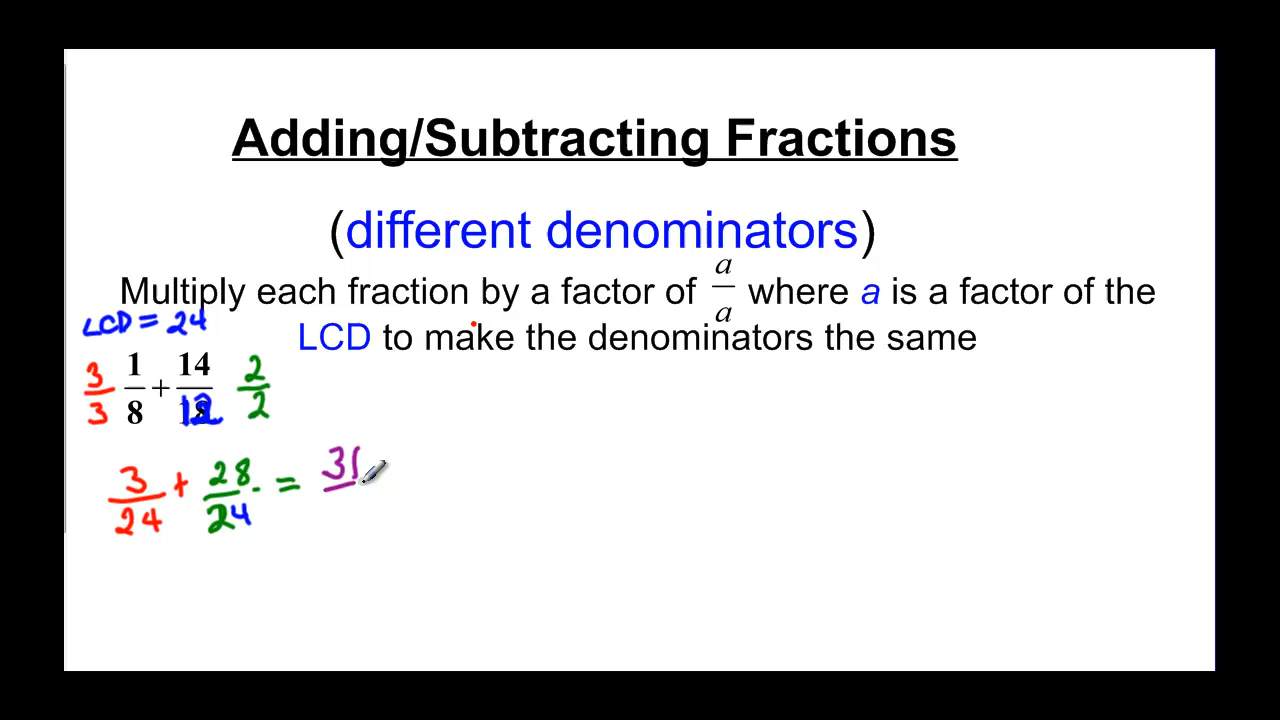 Adding/Subtracting Fractions
(different denominators)
Multiply each fraction by a factor of a/a where a is a factor of the
LCD = 24
LCD to make the denominators the same
3/3 1/8 + 14/12 2/2
3/24 + 28/24 = 31